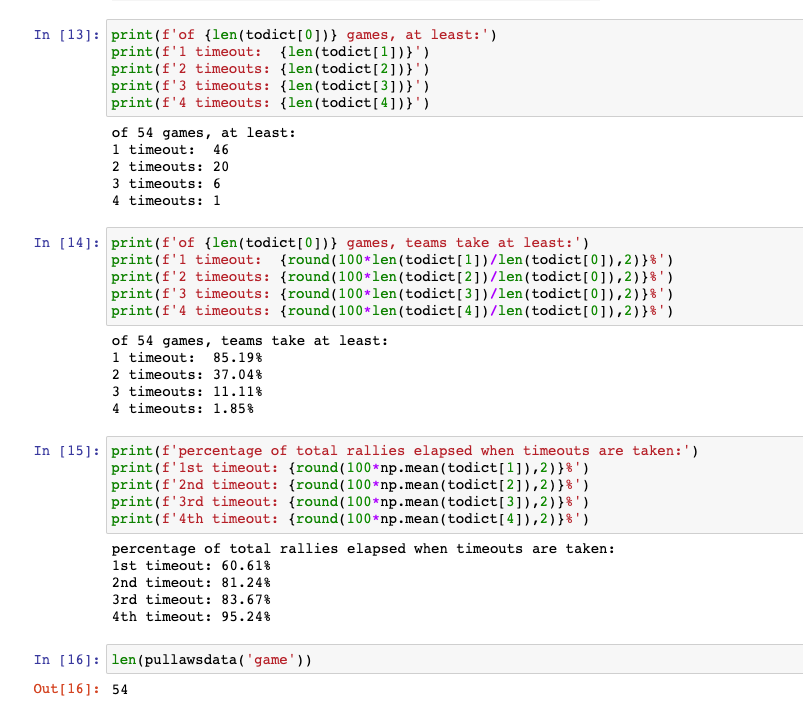 In [13]: print(f'of {len(todict[0])} games, at least:')
print(f'1 timeout:  {len(todict[1])}')
print(f'2 timeouts: {len(todict[2])}')
print(f'3 timeouts: {len(todict[3])}')
print(f'4 timeouts: {len(todict[4])}')
of 54 games, at least:
1 timeout:  46
2 timeouts: 20
3 timeouts: 6
4 timeouts: 1
In [14]: print(f'of {len(todict[0])} games, teams take at least:')
print(f'1 timeout:  {round(100*len(todict[1])/len(todict[0]),2)}%')
print(f'2 timeouts: {round(100*len(todict[2])/len(todict[0]),2)}%')
print(f'3 timeouts: {round(100*len(todict[3])/len(todict[0]),2)}%')
print(f'4 timeouts: {round(100*len(todict[4])/len(todict[0]),2)}%')
of 54 games, teams take at least:
1 timeout:  85.19%
2 timeouts: 37.04%
3 timeouts: 11.11%
4 timeouts: 1.85%
In [15]: print(f'percentage of total rallies elapsed when timeouts are taken:')
print(f'1st timeout: {round(100*np.mean(todict[1]),2)}%')
print(f'2nd timeout: {round(100*np.mean(todict[2]),2)}%')
print(f'3rd timeout: {round(100*np.mean(todict[3]),2)}%')
print(f'4th timeout: {round(100*np.mean(todict[4]),2)}%')
percentage of total rallies elapsed when timeouts are taken:
1st timeout: 60.61%
2nd timeout: 81.24%
3rd timeout: 83.67%
4th timeout: 95.24%
In [16]: len(pullawsdata('game'))
Out[16]: 54